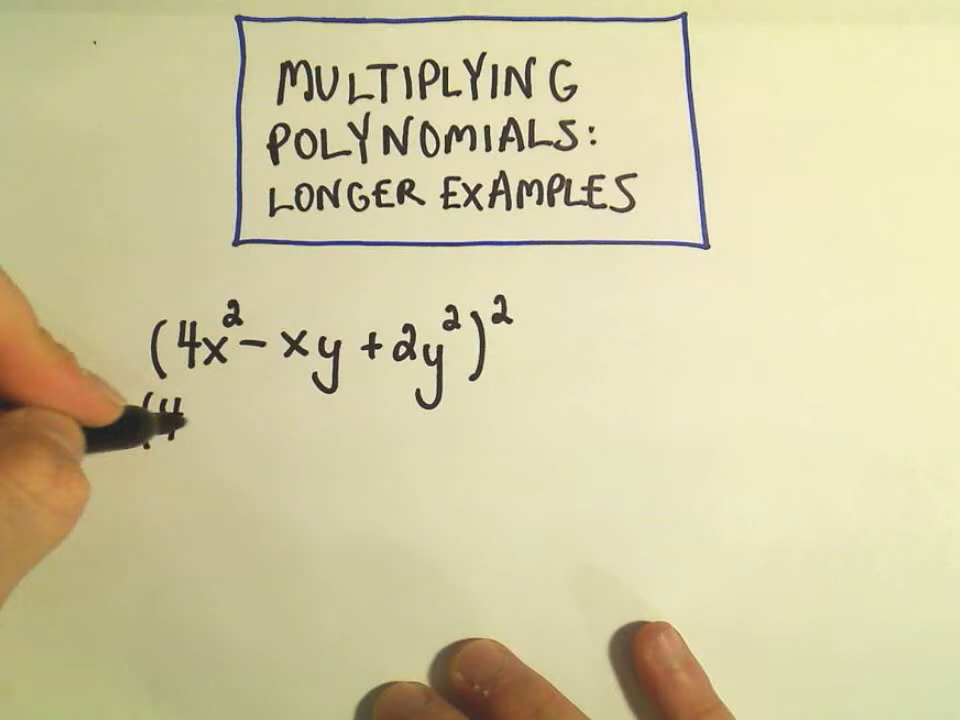 MULTIPLYING
POLYNOMIALS:
LONGER EXAMPLES
(4x² - xy + 2y²)²
(4